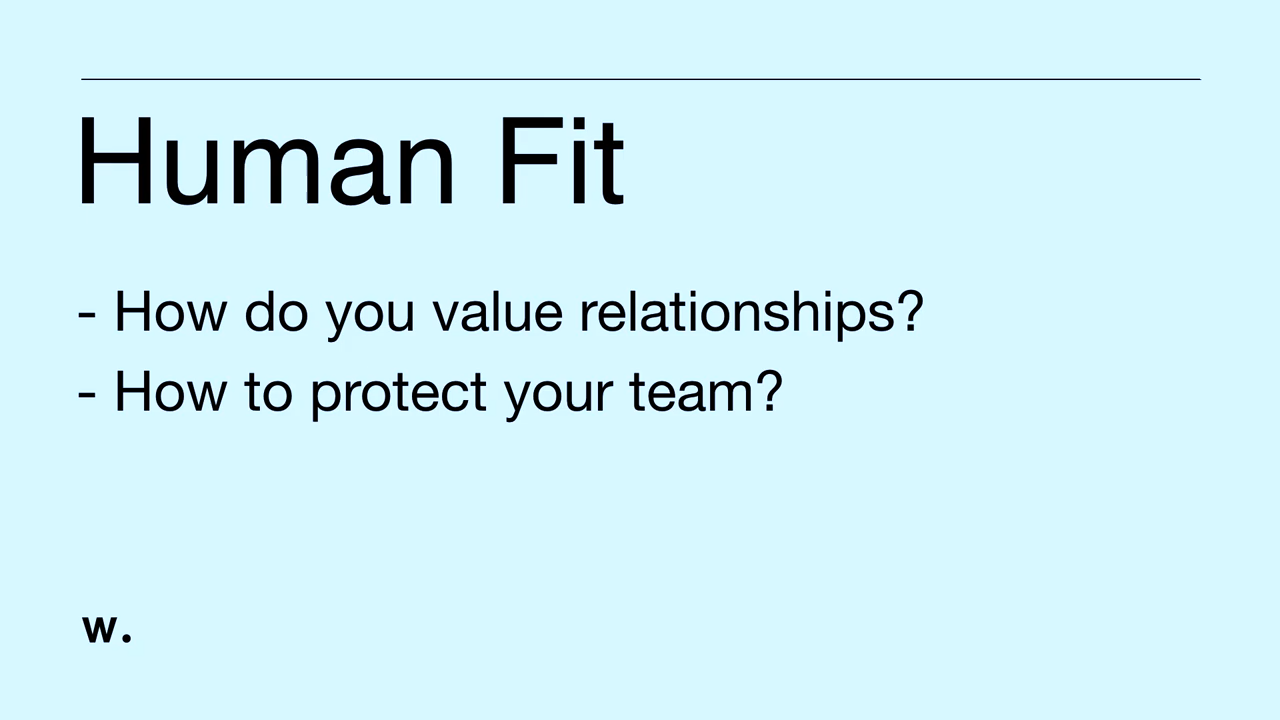 Human Fit
- How do you value relationships?
- How to protect your team?
w.